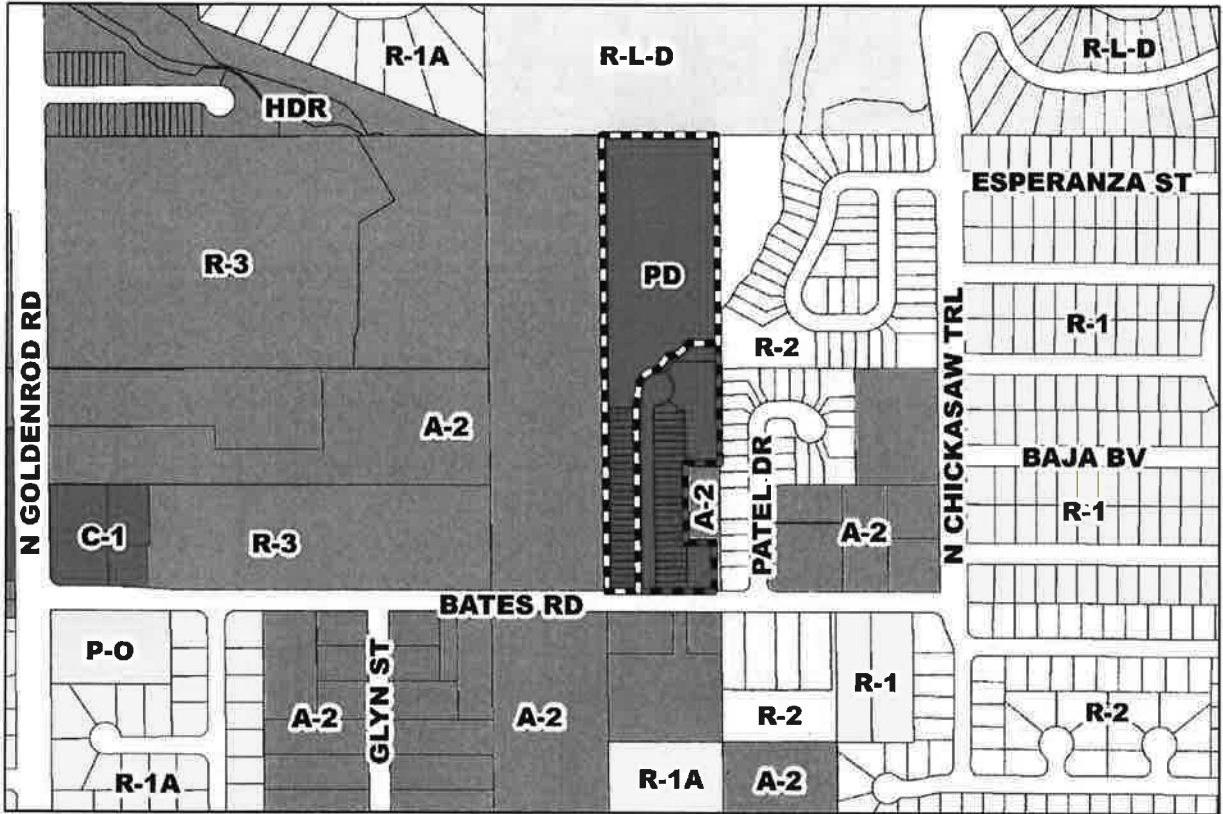 R-1A
R-L-D
R-L-D
HDR
ESPERANZA ST
R-3
PD
N GOLDENROD RD
N CHICKASAW TRL
R-1
R-2
A-2
BAJA BV
A-2
PATEL DR
R-1
C-1
R-3
A-2
BATES RD
P-O
GLYN ST
R-1
A-2
A-2
R-2
R-2
R-1A
R-1A
A-2